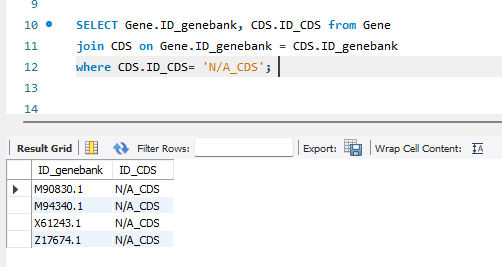 9
10 SELECT Gene.ID_genebank, CDS.ID_CDS from Gene
11 join CDS on Gene.ID_genebank = CDS.ID_genebank
12 where CDS.ID_CDS= 'N/A_CDS';
13
14
Result Grid Filter Rows: Export: Wrap Cell Content: IA
ID_genebank ID_CDS
M90830.1 N/A_CDS
M94340.1 N/A_CDS
X61243.1 N/A_CDS
Z17674.1 N/A_CDS